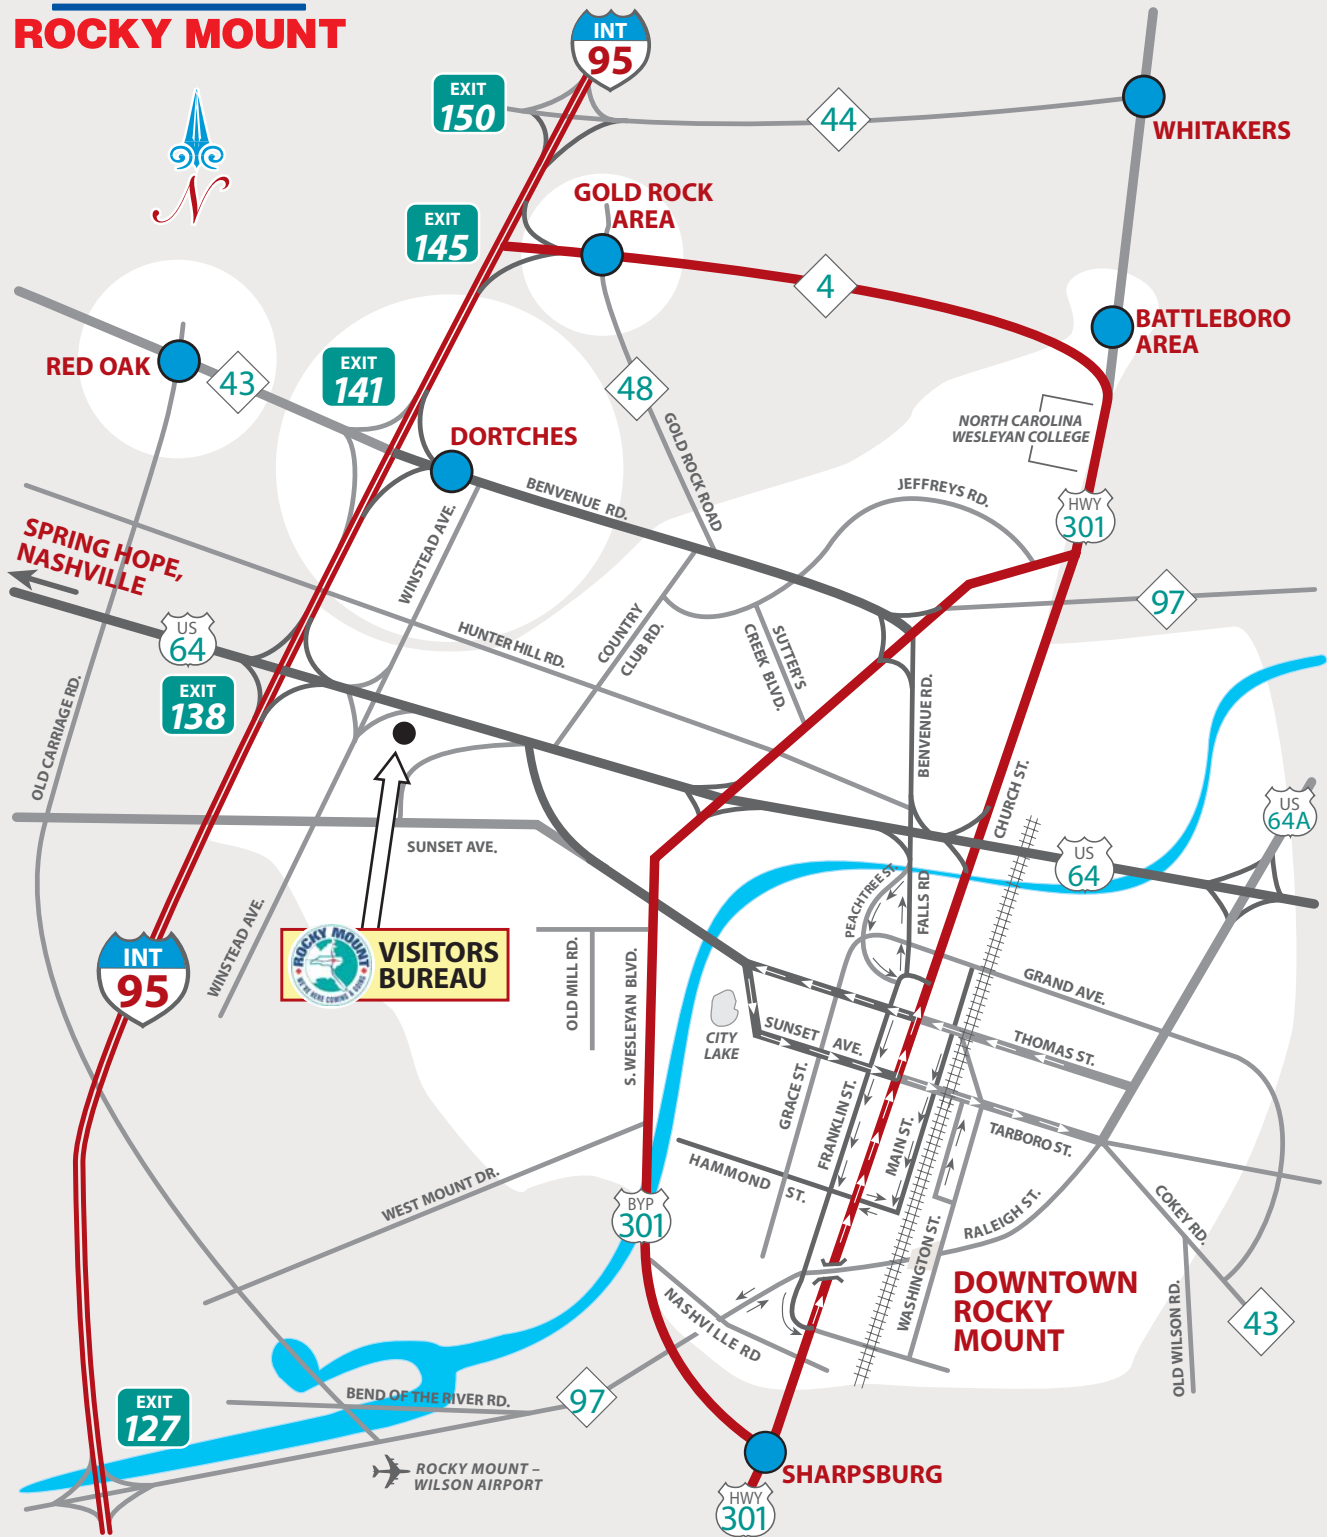 ROCKY MOUNT
INT
95
EXIT
150
44
WHITAKERS
N
GOLD ROCK
AREA
EXIT
145
4
BATTLEBORO
AREA
RED OAK
43
EXIT
141
48
DORTCHES
GOLD ROCK ROAD
NORTH CAROLINA
WESLEYAN COLLEGE
BENVENUE RD.
JEFFREYS RD.
HWY
301
SPRING HOPE,
NASHVILLE
WINSTEAD AVE.
97
US
64
HUNTER HILL RD.
COUNTRY
CLUB RD.
SUTTER'S
CREEK BLVD.
EXIT
138
OLD CARRIAGE RD.
BENVENUE RD.
CHURCH ST.
US
64A
SUNSET AVE.
US
64
PEACHTREE ST.
FALLS RD.
WINSTEAD AVE.
ROCKY MOUNT
WE'RE HERE COMING & GOING
VISITORS
BUREAU
INT
95
OLD MILL RD.
S. WESLEYAN BLVD.
GRAND AVE.
CITY
LAKE
SUNSET AVE.
THOMAS ST.
GRACE ST.
FRANKLIN ST.
MAIN ST.
TARBORO ST.
HAMMOND ST.
WEST MOUNT DR.
BYP
301
RALEIGH ST.
COKEY RD.
WASHINGTON ST.
DOWNTOWN
ROCKY
MOUNT
NASHVILLE RD
OLD WILSON RD.
43
BEND OF THE RIVER RD.
97
EXIT
127
ROCKY MOUNT –
WILSON AIRPORT
SHARPSBURG
HWY
301